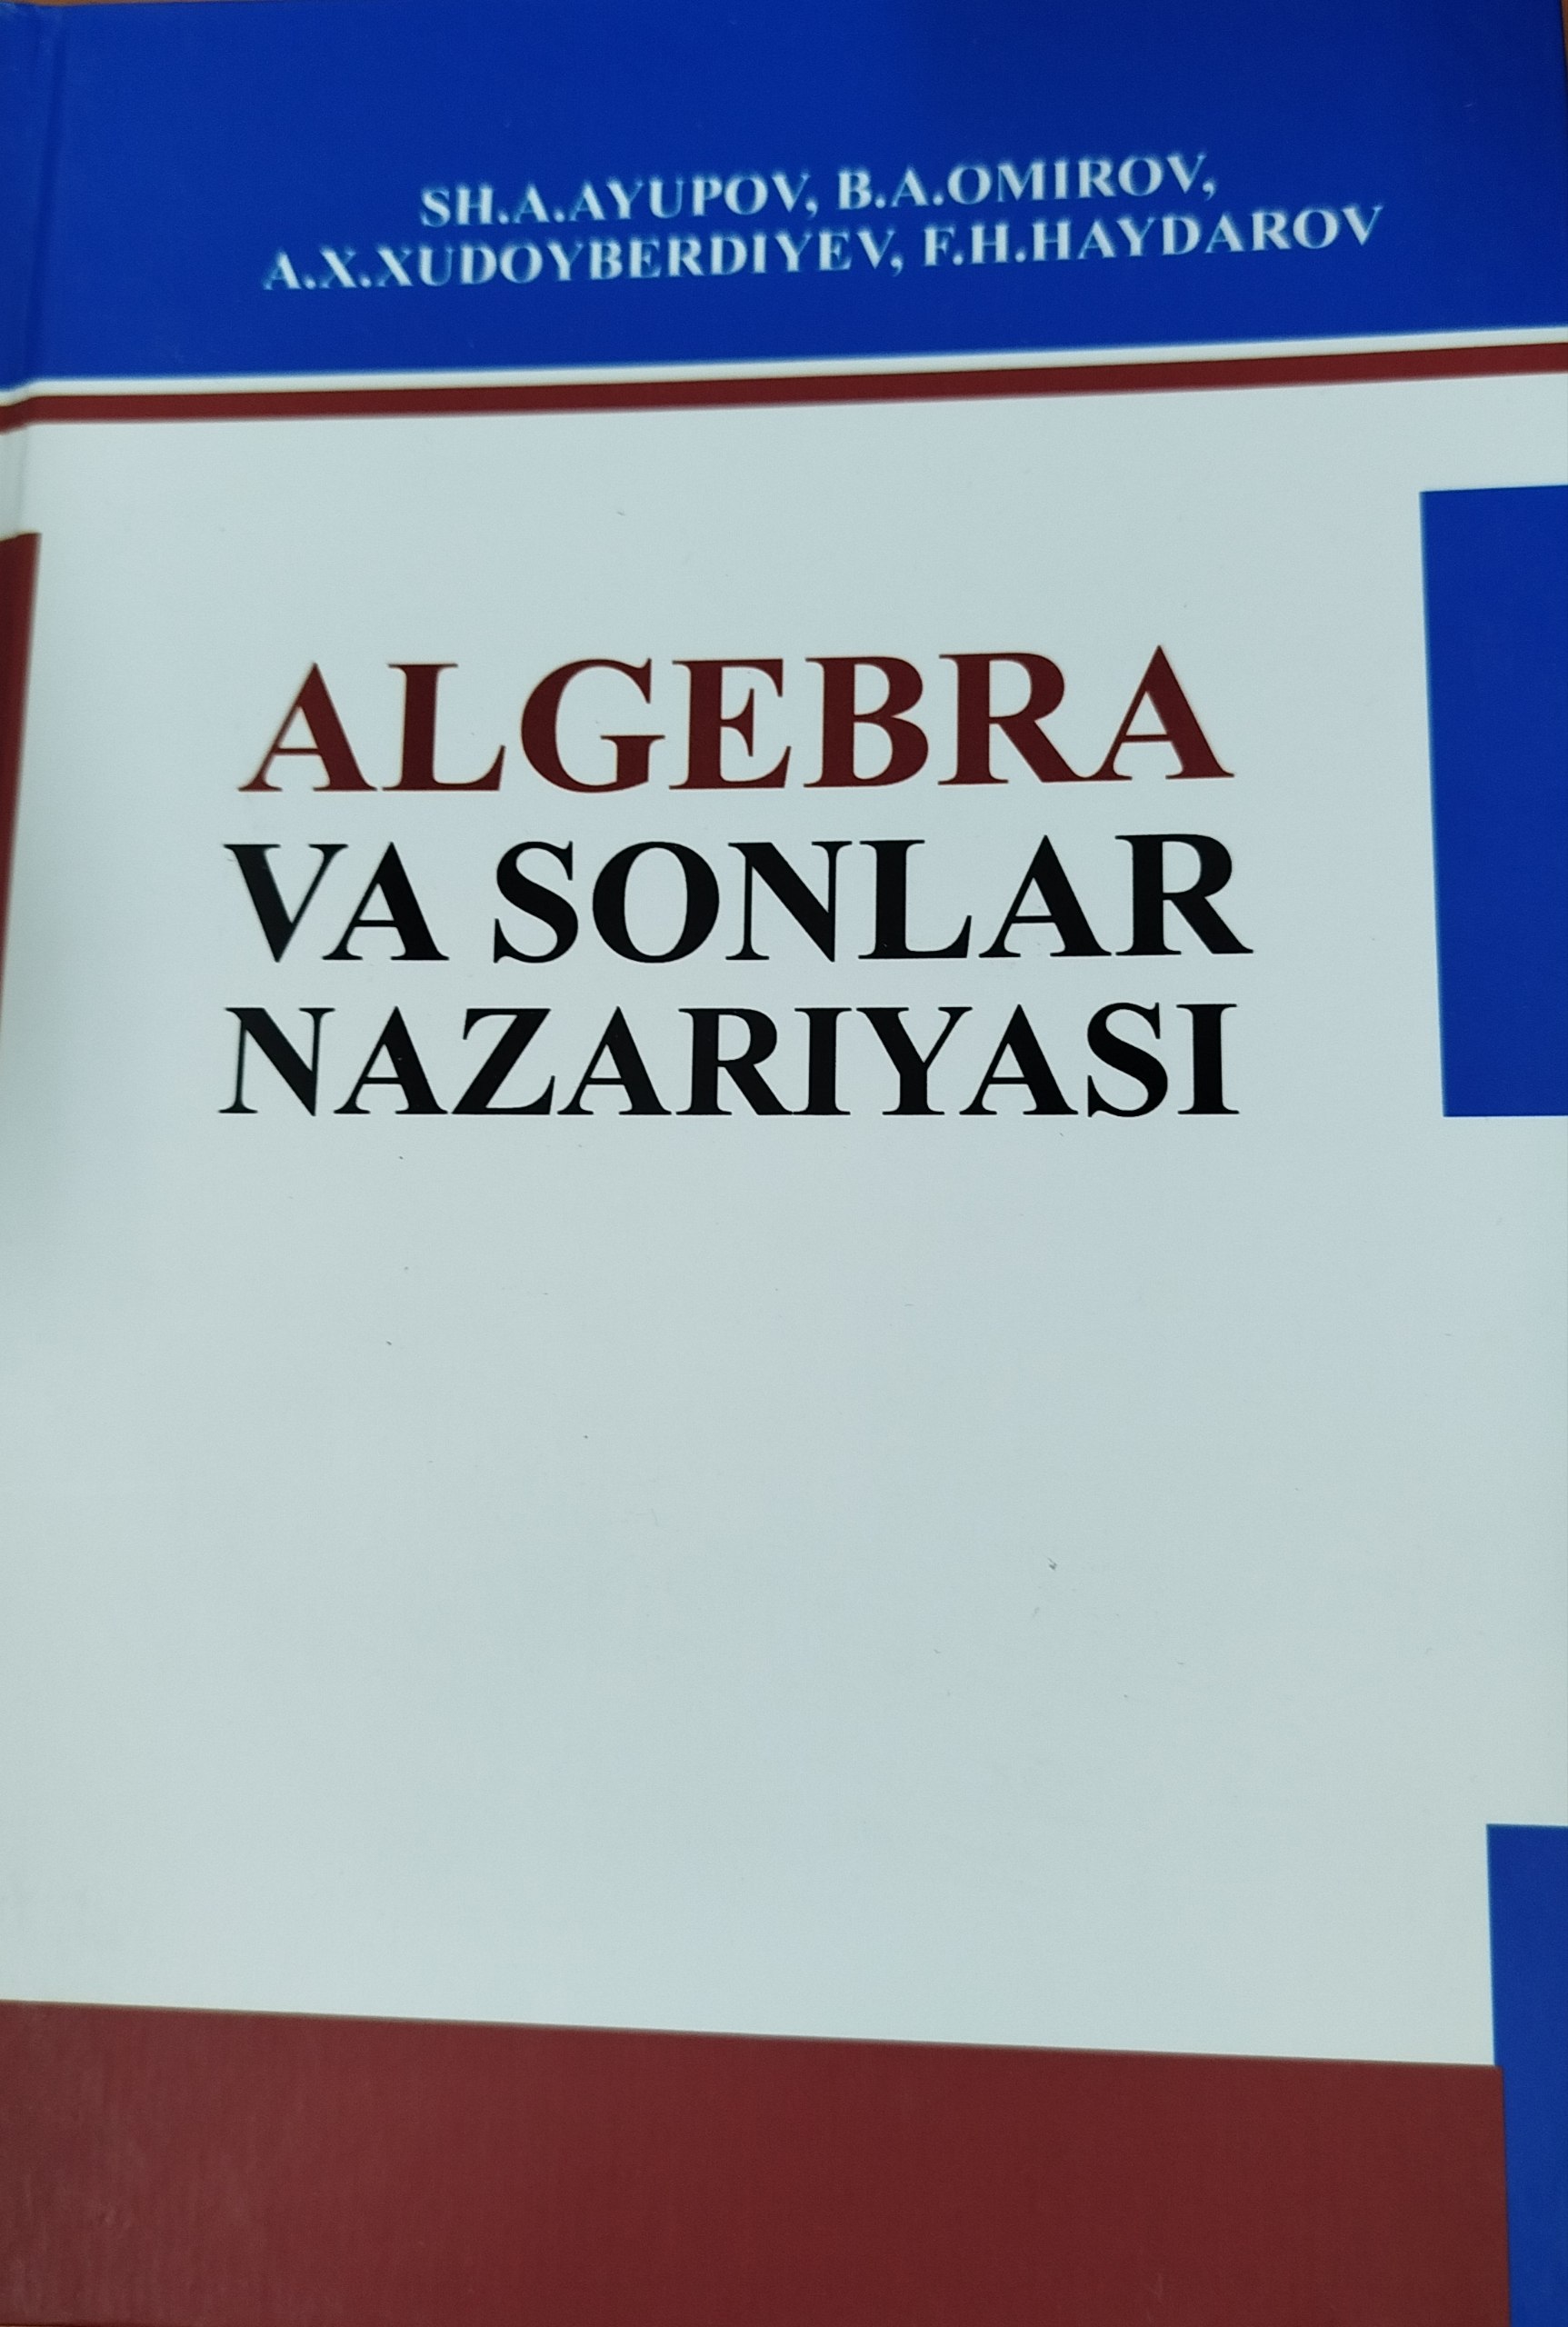 SH.A.AYUPOV, B.A.OMIROV,
A.X.XUDOYBERDIYEV, F.H.HAYDAROV
ALGEBRA
VA SONLAR
NAZARIYASI